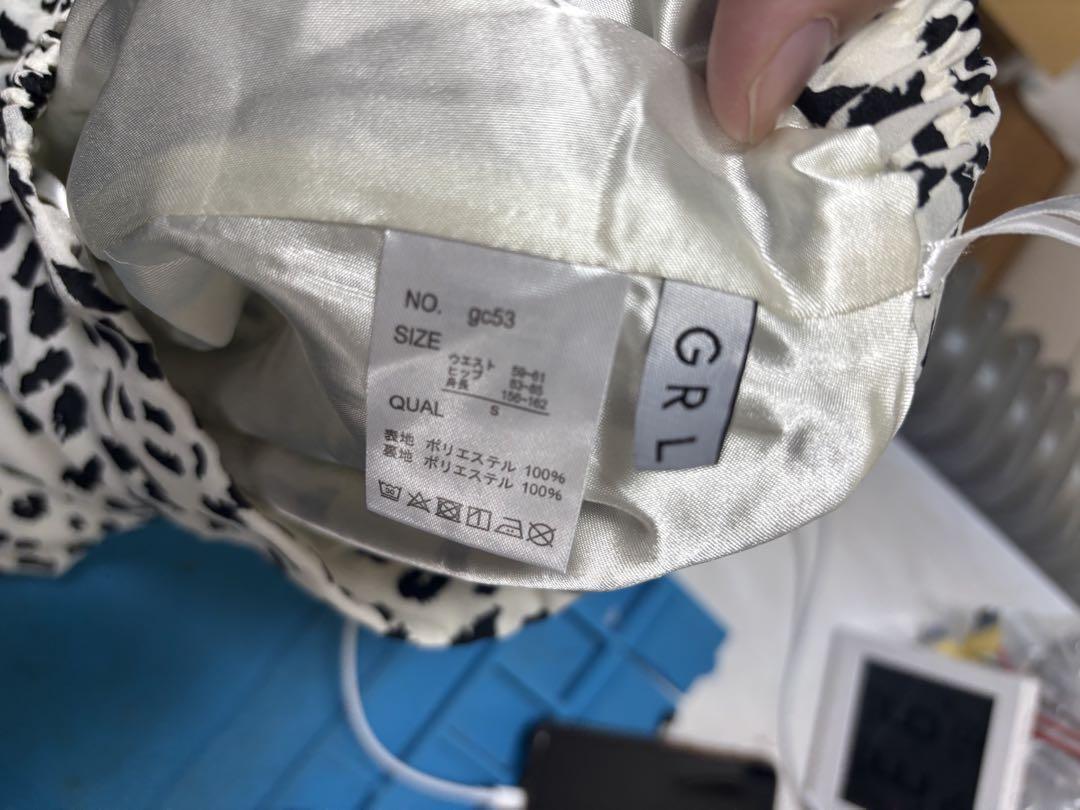 NO. gc53
SIZE
ウエスト 59-61
ヒップ 83-85
身長 156-162
S
QUAL
表地 ポリエステル 100%
裏地 ポリエステル 100%
GRL